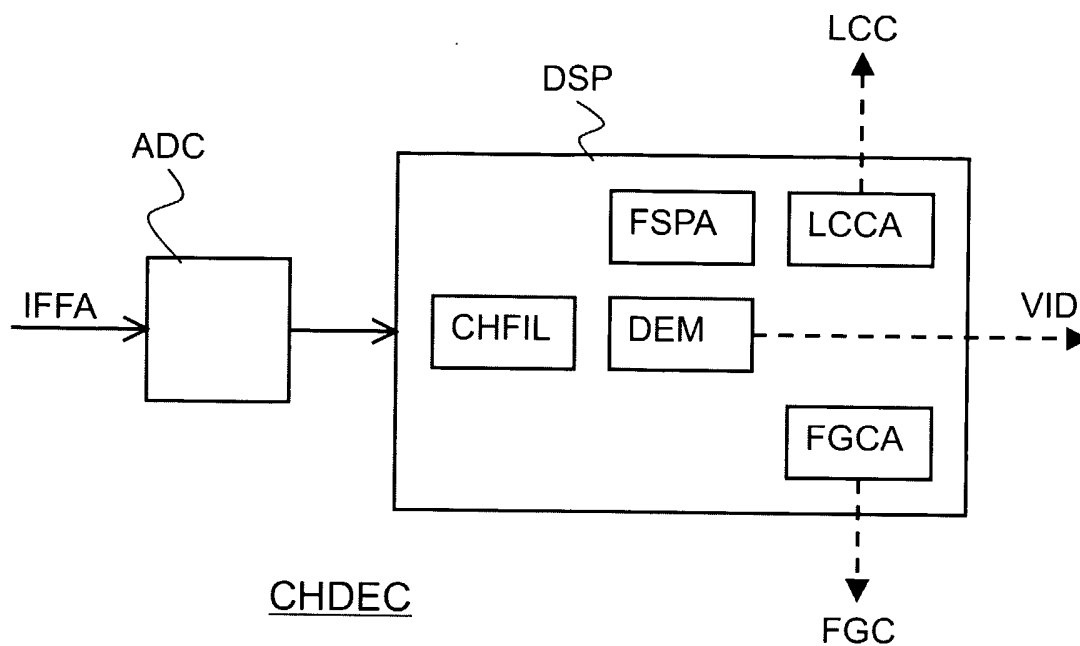 LCC
DSP
ADC
FSPA
LCCA
IFFA
VID
CHFIL
DEM
FGCA
CHDEC
FGC